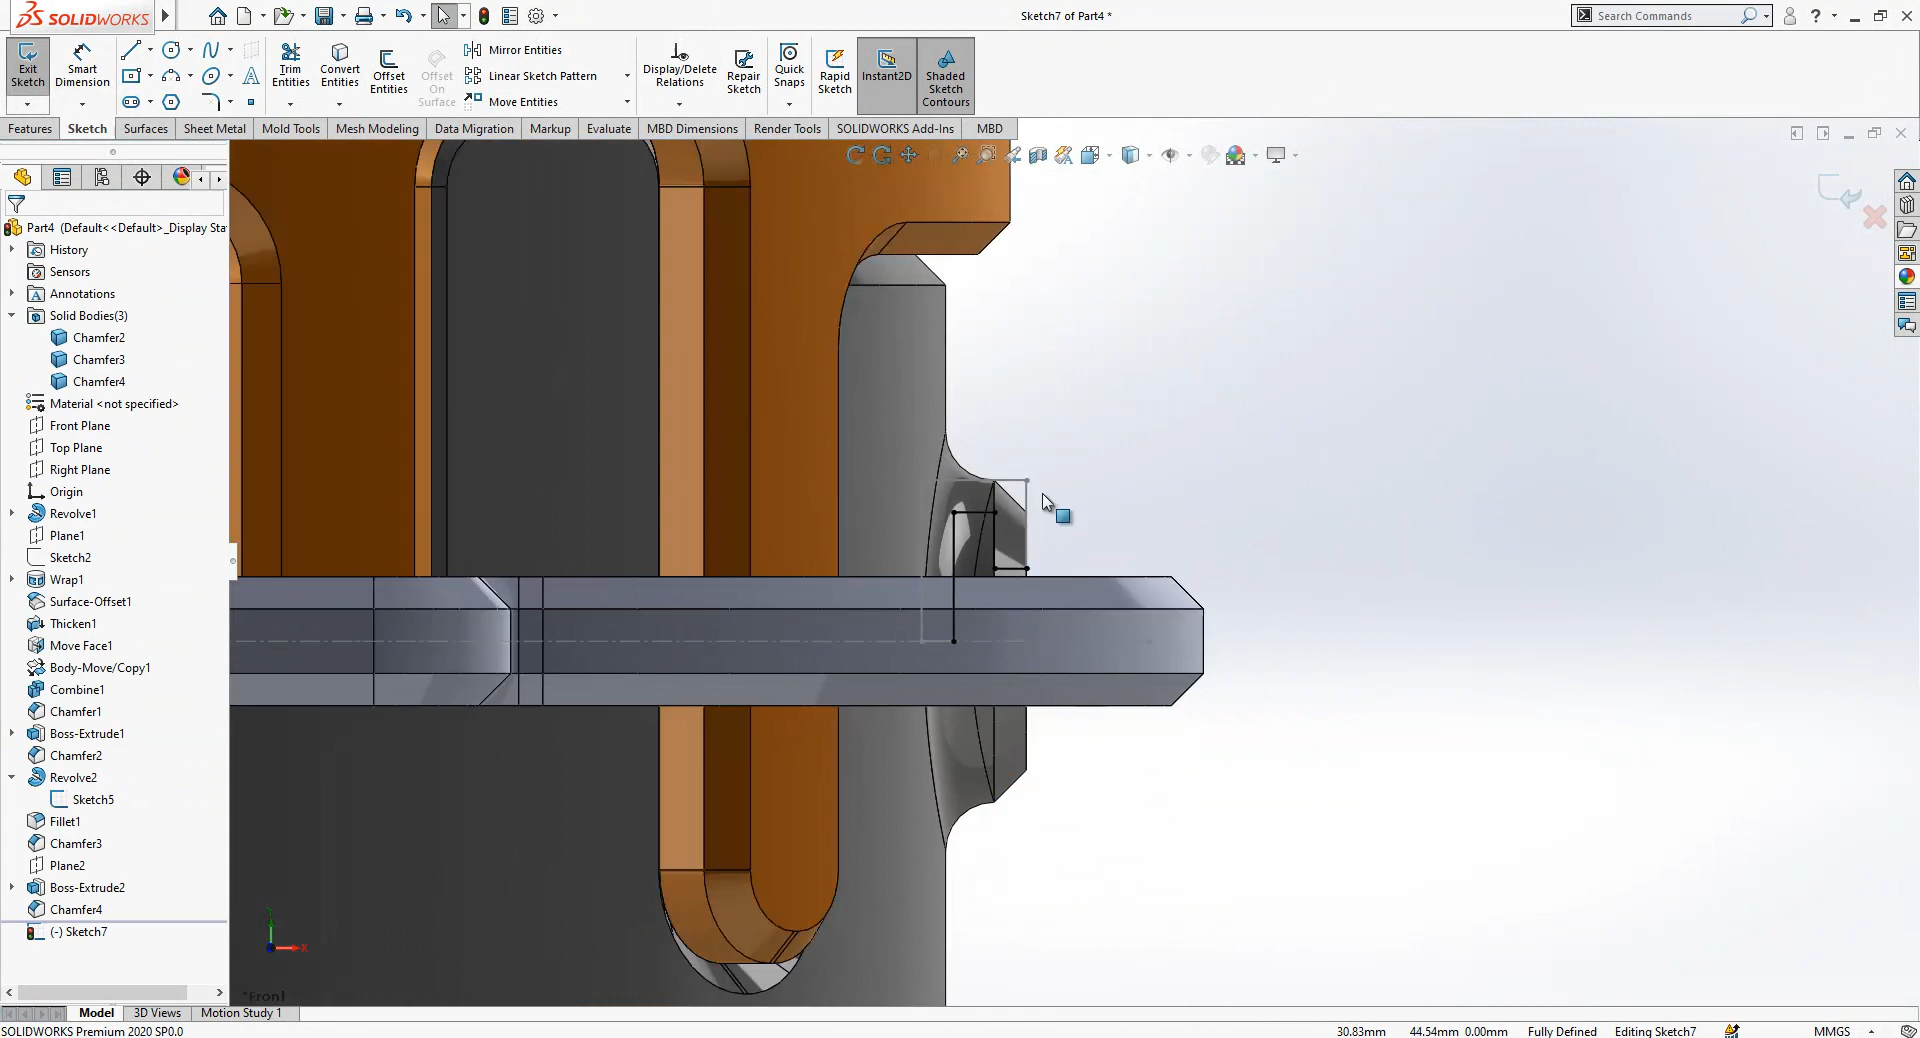 SOLIDWORKS
Sketch7 of Part4 *
Search Commands
Exit Sketch
Smart Dimension
Trim Entities
Convert Entities
Offset Entities
Offset On Surface
Mirror Entities
Linear Sketch Pattern
Move Entities
Display/Delete Relations
Repair Sketch
Quick Snaps
Rapid Sketch
Instant2D
Shaded Sketch Contours
Features
Sketch
Surfaces
Sheet Metal
Mold Tools
Mesh Modeling
Data Migration
Markup
Evaluate
MBD Dimensions
Render Tools
SOLIDWORKS Add-Ins
MBD
Part4 (Default<<Default>_Display Sta
History
Sensors
Annotations
Solid Bodies(3)
Chamfer2
Chamfer3
Chamfer4
Material <not specified>
Front Plane
Top Plane
Right Plane
Origin
Revolve1
Plane1
Sketch2
Wrap1
Surface-Offset1
Thicken1
Move Face1
Body-Move/Copy1
Combine1
Chamfer1
Boss-Extrude1
Chamfer2
Revolve2
Sketch5
Fillet1
Chamfer3
Plane2
Boss-Extrude2
Chamfer4
(-) Sketch7
*Front
Model
3D Views
Motion Study 1
SOLIDWORKS Premium 2020 SP0.0
30.83mm
44.54mm
0.00mm
Fully Defined
Editing Sketch7
MMGS